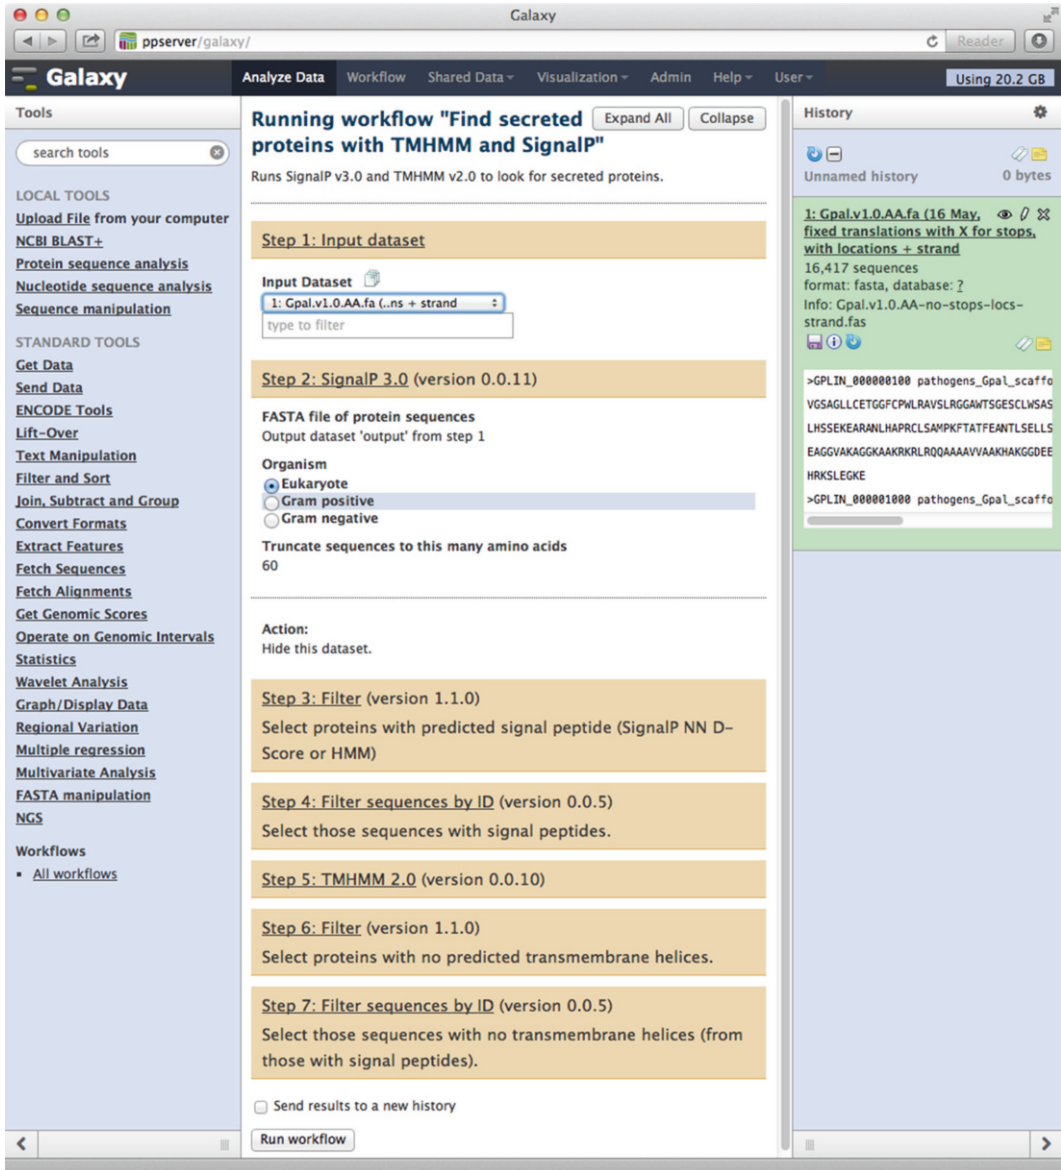 Galaxy
ppserver/galaxy/
Reader
Galaxy
Analyze Data
Workflow
Shared Data
Visualization
Admin
Help
User
Using 20.2 GB
Tools
search tools
LOCAL TOOLS
Upload File from your computer
NCBI BLAST+
Protein sequence analysis
Nucleotide sequence analysis
Sequence manipulation
STANDARD TOOLS
Get Data
Send Data
ENCODE Tools
Lift-Over
Text Manipulation
Filter and Sort
Join, Subtract and Group
Convert Formats
Extract Features
Fetch Sequences
Fetch Alignments
Get Genomic Scores
Operate on Genomic Intervals
Statistics
Wavelet Analysis
Graph/Display Data
Regional Variation
Multiple regression
Multivariate Analysis
FASTA manipulation
NGS
Workflows
All workflows
Running workflow "Find secreted
proteins with TMHMM and SignalP"
Expand All
Collapse
Runs SignalP v3.0 and TMHMM v2.0 to look for secreted proteins.
Step 1: Input dataset
Input Dataset
1: Gpal.v1.0.AA.fa (..ns + strand
type to filter
Step 2: SignalP 3.0 (version 0.0.11)
FASTA file of protein sequences
Output dataset 'output' from step 1
Organism
Eukaryote
Gram positive
Gram negative
Truncate sequences to this many amino acids
60
Action:
Hide this dataset.
Step 3: Filter (version 1.1.0)
Select proteins with predicted signal peptide (SignalP NN D-
Score or HMM)
Step 4: Filter sequences by ID (version 0.0.5)
Select those sequences with signal peptides.
Step 5: TMHMM 2.0 (version 0.0.10)
Step 6: Filter (version 1.1.0)
Select proteins with no predicted transmembrane helices.
Step 7: Filter sequences by ID (version 0.0.5)
Select those sequences with no transmembrane helices (from
those with signal peptides).
Send results to a new history
Run workflow
History
Unnamed history
0 bytes
1: Gpal.v1.0.AA.fa (16 May,
fixed translations with X for stops,
with locations + strand
16,417 sequences
format: fasta, database: ?
Info: Gpal.v1.0.AA-no-stops-locs-
strand.fas
>GPLIN_000000100 pathogens_Gpal_scaffo
VGSAGLLCETGGFCPWLRAVSLRGGAWTSGESCLWSAS
LHSSEKEARANLHAPRCLSAMPKFTATFEANTLSELLS
EAGGVAKAGGKAAKRKRLRQQAAAAVVAAKHAKGGDEE
HRKSLEGKE
>GPLIN_000001000 pathogens_Gpal_scaffo